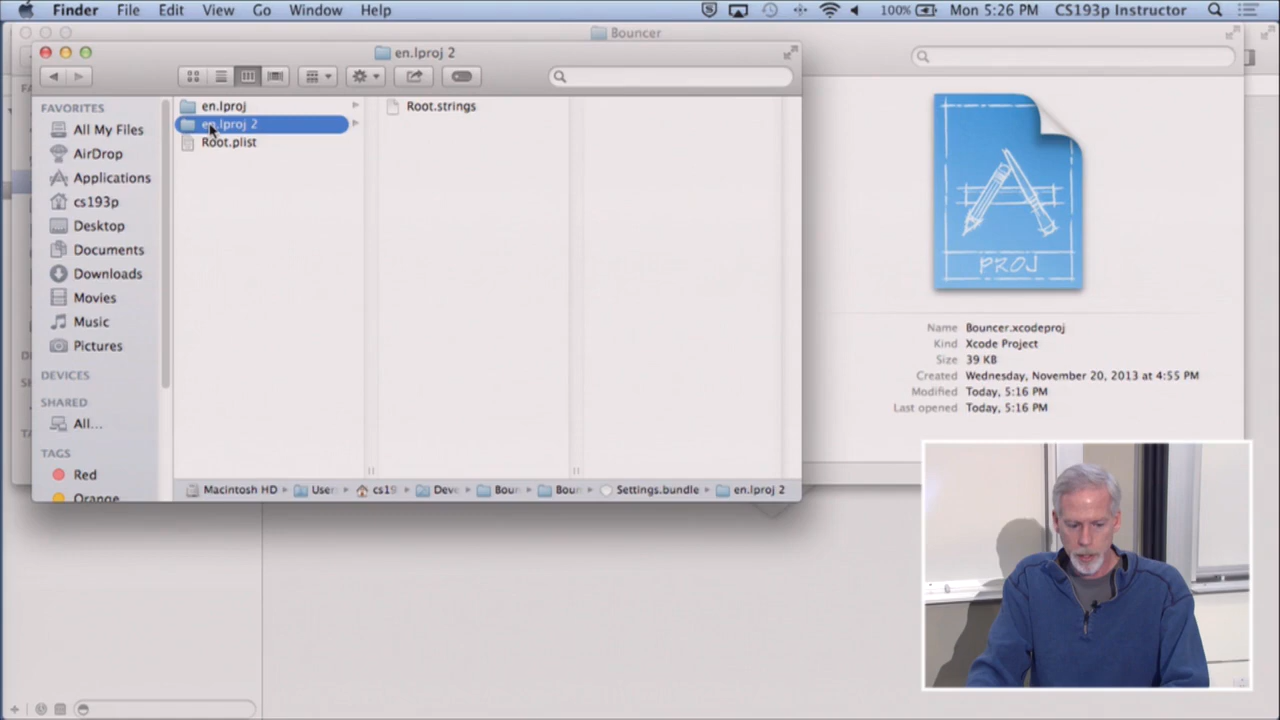 Finder File Edit View Go Window Help 100% Mon 5:26 PM CS193p Instructor
Bouncer
en.lproj 2
FAVORITES
All My Files
AirDrop
Applications
cs193p
Desktop
Documents
Downloads
Movies
Music
Pictures
DEVICES
SHARED
All...
TAGS
Red
Orange
en.lproj
en.lproj 2
Root.plist
Root.strings
Macintosh HD User cs19 Deve Boun Boun Settings.bundle en.lproj 2
PROJ
Name Bouncer.xcodeproj
Kind Xcode Project
Size 39 KB
Created Wednesday, November 20, 2013 at 4:55 PM
Modified Today, 5:16 PM
Last opened Today, 5:16 PM